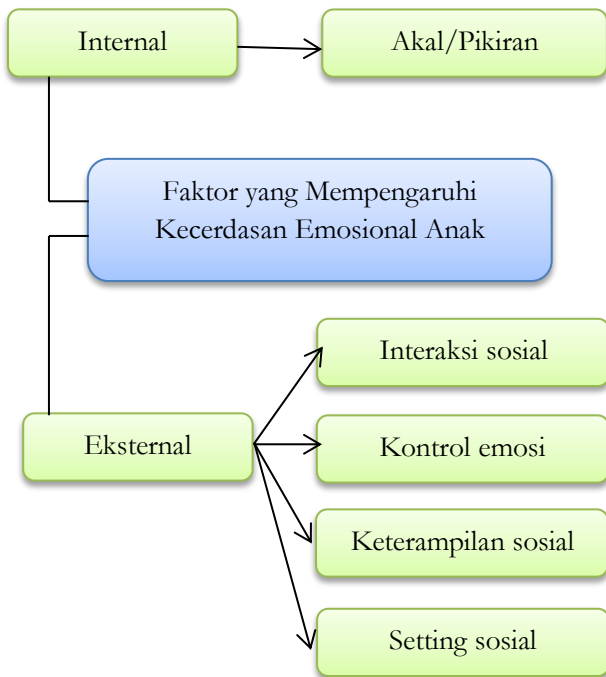 Internal
Akal/Pikiran
Faktor yang Mempengaruhi
Kecerdasan Emosional Anak
Interaksi sosial
Eksternal
Kontrol emosi
Keterampilan sosial
Setting sosial